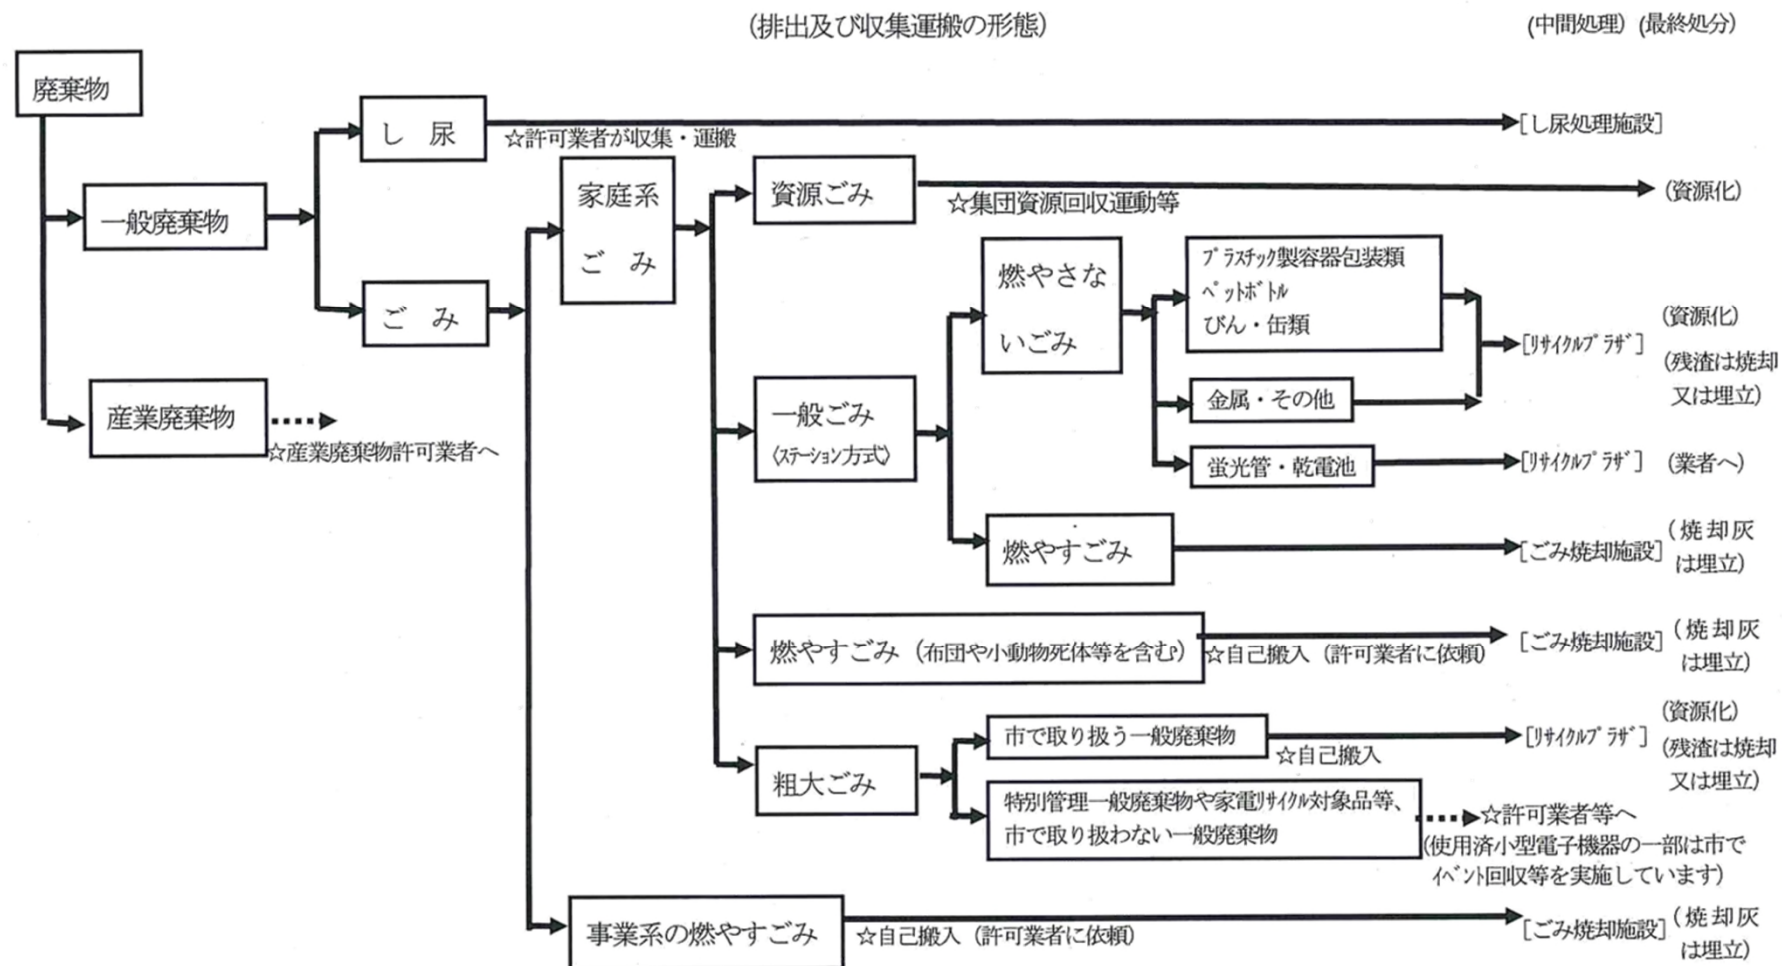 (排出及び収集運搬の形態)
(中間処理) (最終処分)
廃棄物
し 尿
☆許可業者が収集・運搬
[し尿処理施設]
一般廃棄物
家庭系
ご み
資源ごみ
☆集団資源回収運動等
(資源化)
ご み
燃やさな
いごみ
プラスチック製容器包装類
ペットボトル
びん・缶類
[リサイクルプラザ]
(資源化)
(残渣は焼却
又は埋立)
金属・その他
産業廃棄物
☆産業廃棄物許可業者へ
一般ごみ
〈ステーション方式〉
蛍光管・乾電池
[リサイクルプラザ]
(業者へ)
燃やすごみ
[ごみ焼却施設]
(焼却灰
は埋立)
燃やすごみ(布団や小動物死体等を含む)
☆自己搬入(許可業者に依頼)
[ごみ焼却施設]
(焼却灰
は埋立)
粗大ごみ
市で取り扱う一般廃棄物
☆自己搬入
[リサイクルプラザ]
(資源化)
(残渣は焼却
又は埋立)
特別管理一般廃棄物や家電リサイクル対象品等、
市で取り扱わない一般廃棄物
☆許可業者等へ
(使用済小型電子機器の一部は市で
イベント回収等を実施しています)
事業系の燃やすごみ
☆自己搬入(許可業者に依頼)
[ごみ焼却施設]
(焼却灰
は埋立)